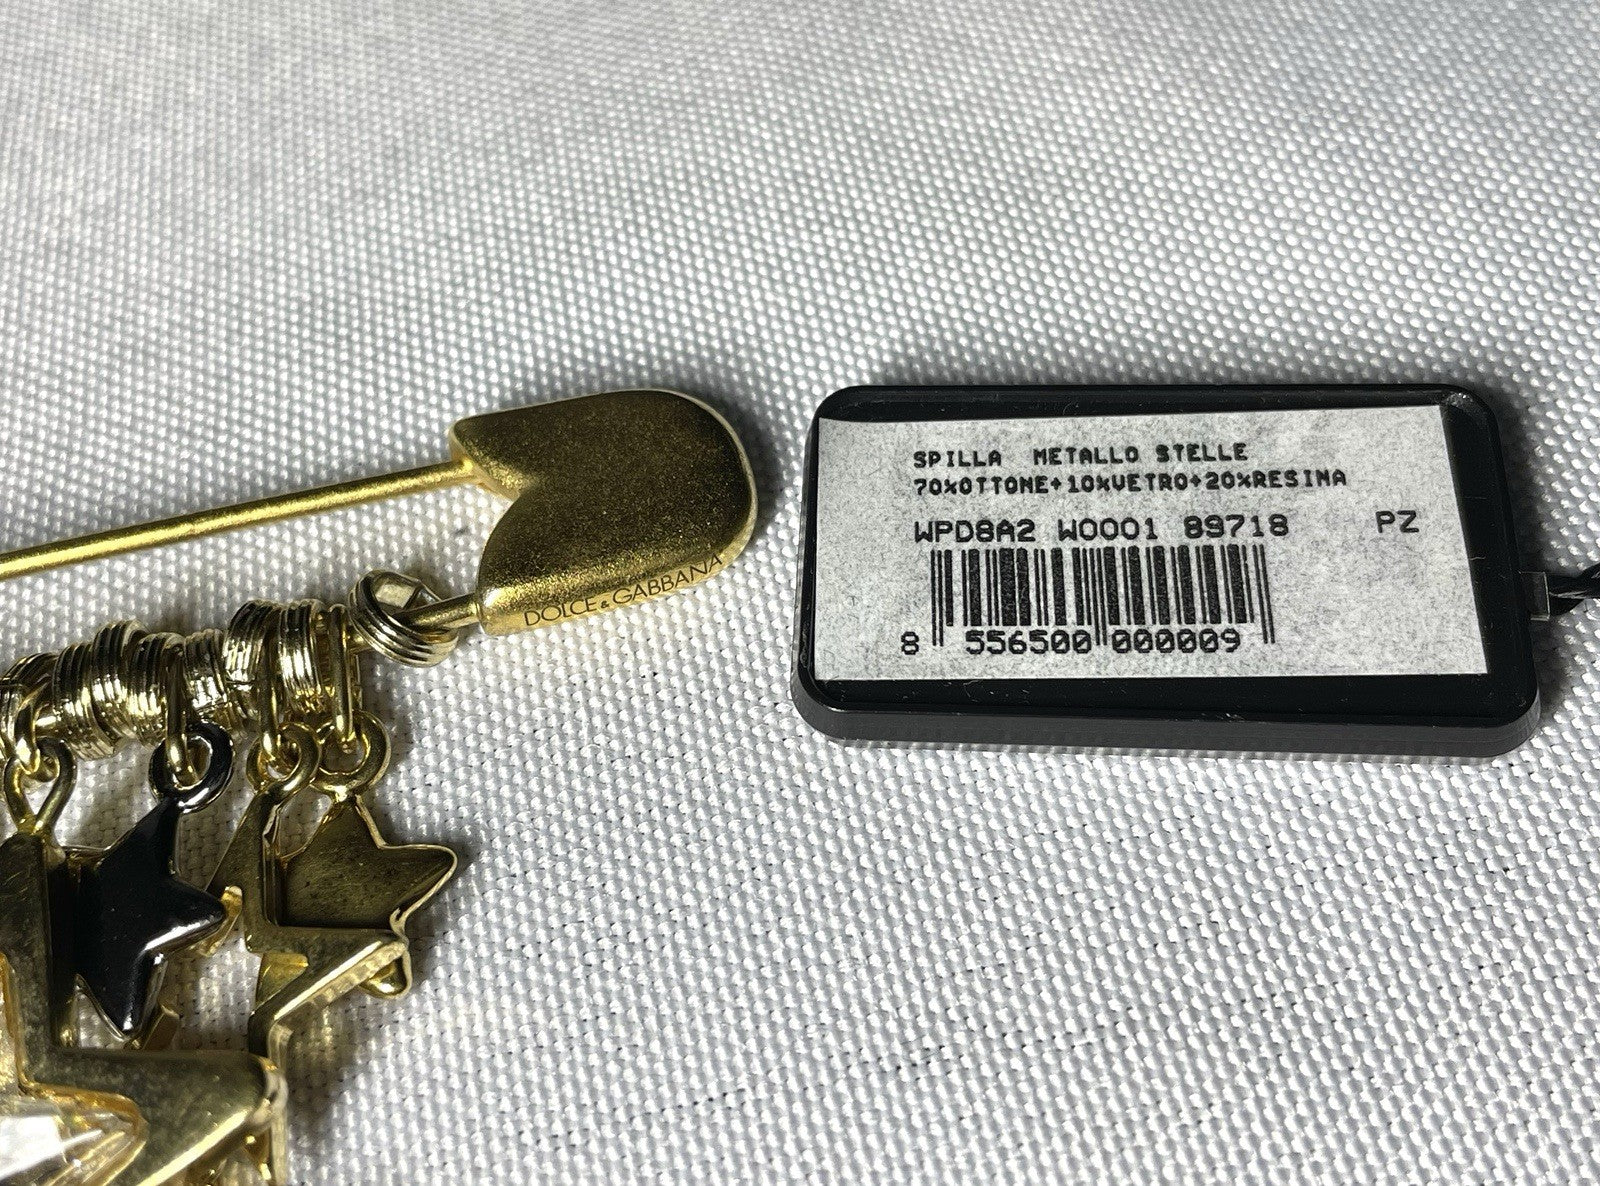 DOLCE & GABBANA
SPILLA METALLO STELLE
70%OTTONE+10%VETRO+20%RESINA
WPD8A2 W0001 89718 PZ
8 556500 000009